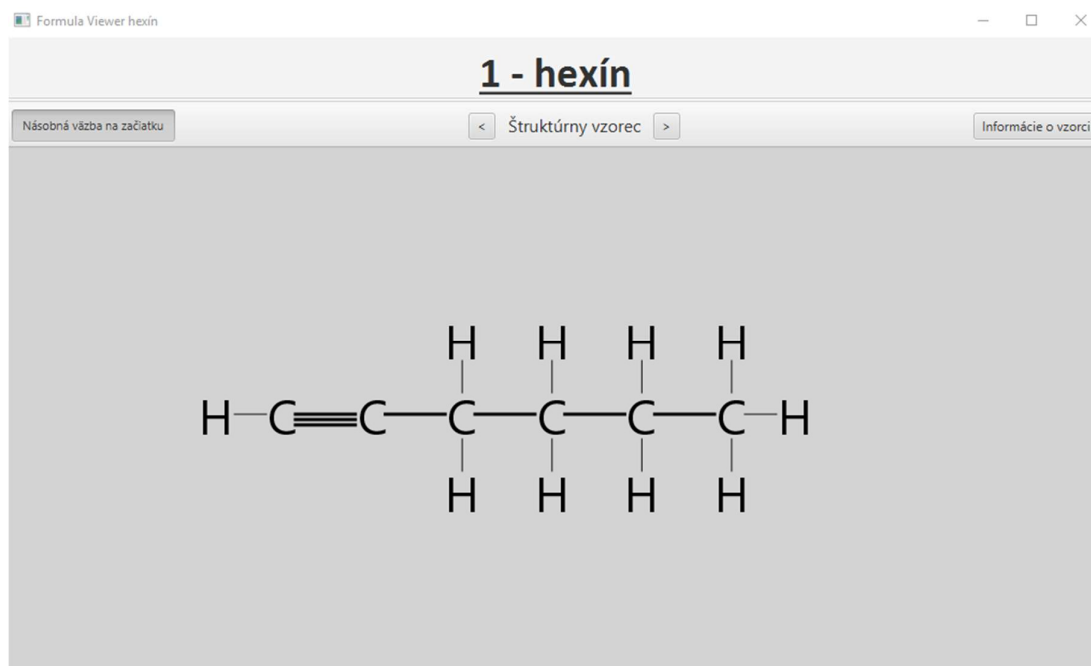 Formula Viewer hexín
1 - hexín
Násobná väzba na začiatku < Štruktúrny vzorec > Informácie o vzorci
H H H H
H C C C C C C H
H H H H